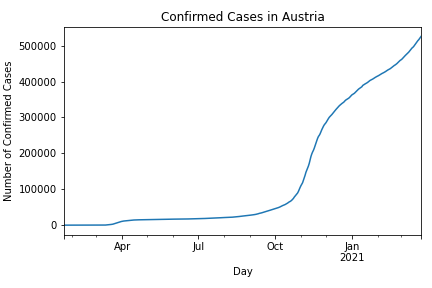 Confirmed Cases in Austria
Number of Confirmed Cases
500000
400000
300000
200000
100000
0
Apr
Jul
Oct
Jan
2021
Day